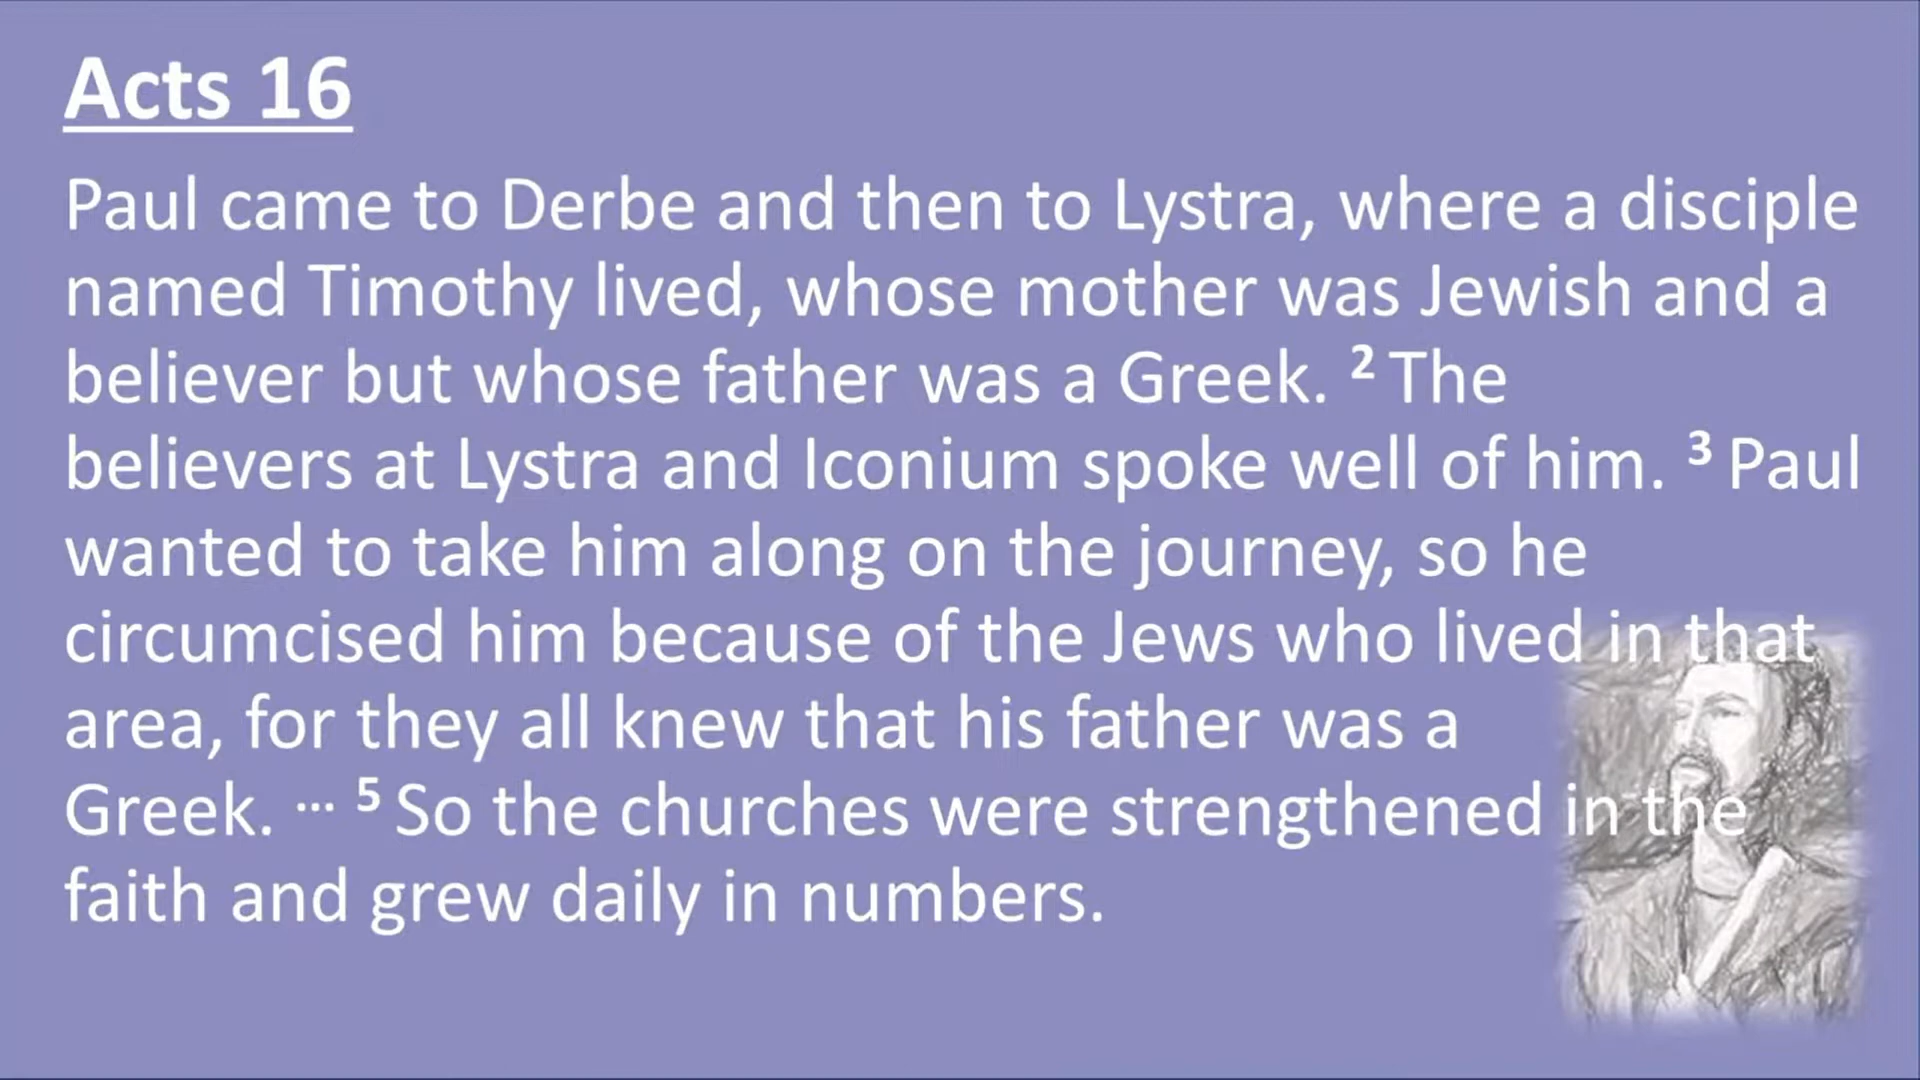 Acts 16
Paul came to Derbe and then to Lystra, where a disciple
named Timothy lived, whose mother was Jewish and a
believer but whose father was a Greek. 2 The
believers at Lystra and Iconium spoke well of him. 3 Paul
wanted to take him along on the journey, so he
circumcised him because of the Jews who lived in that
area, for they all knew that his father was a
Greek. ... 5 So the churches were strengthened in the
faith and grew daily in numbers.